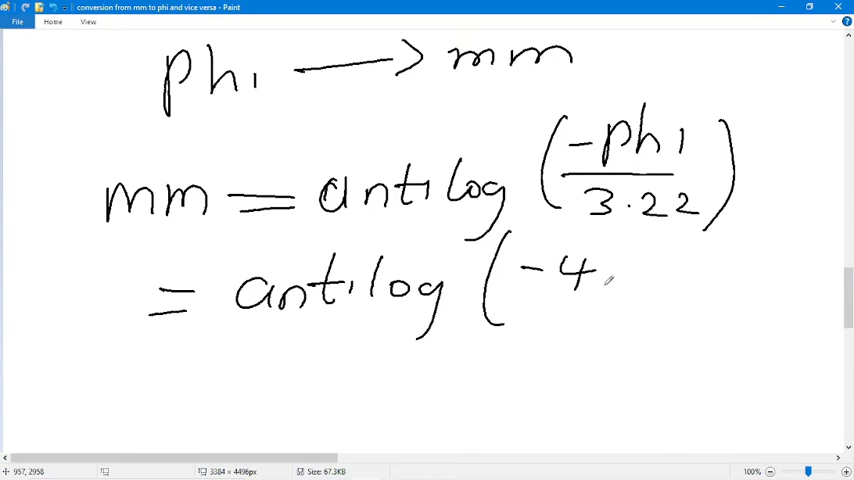 conversion from mm to phi and vice versa - Paint
File Home View
phi → mm
mm = antilog (-phi / 3.22)
= antilog (-4
957, 2958 3384 × 4496px Size: 67.3KB 100%